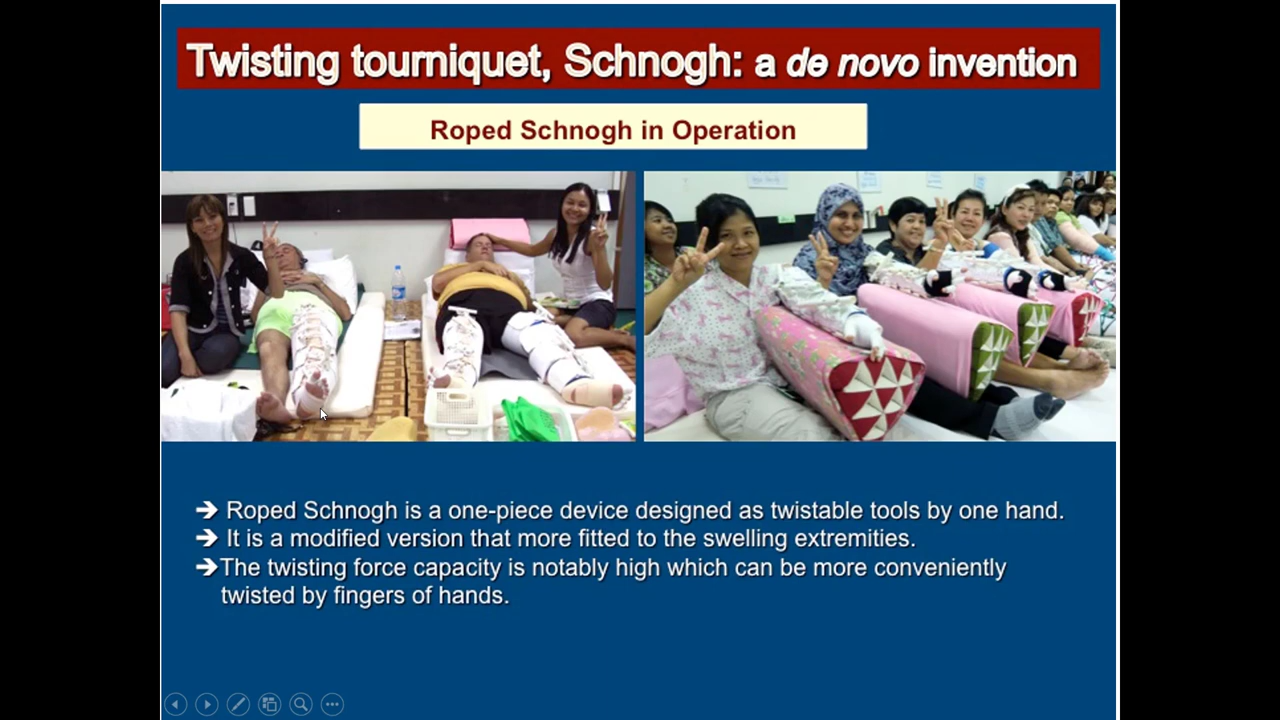 Twisting tourniquet, Schnogh: a de novo invention
Roped Schnogh in Operation
➔ Roped Schnogh is a one-piece device designed as twistable tools by one hand.
➔ It is a modified version that more fitted to the swelling extremities.
➔The twisting force capacity is notably high which can be more conveniently
twisted by fingers of hands.